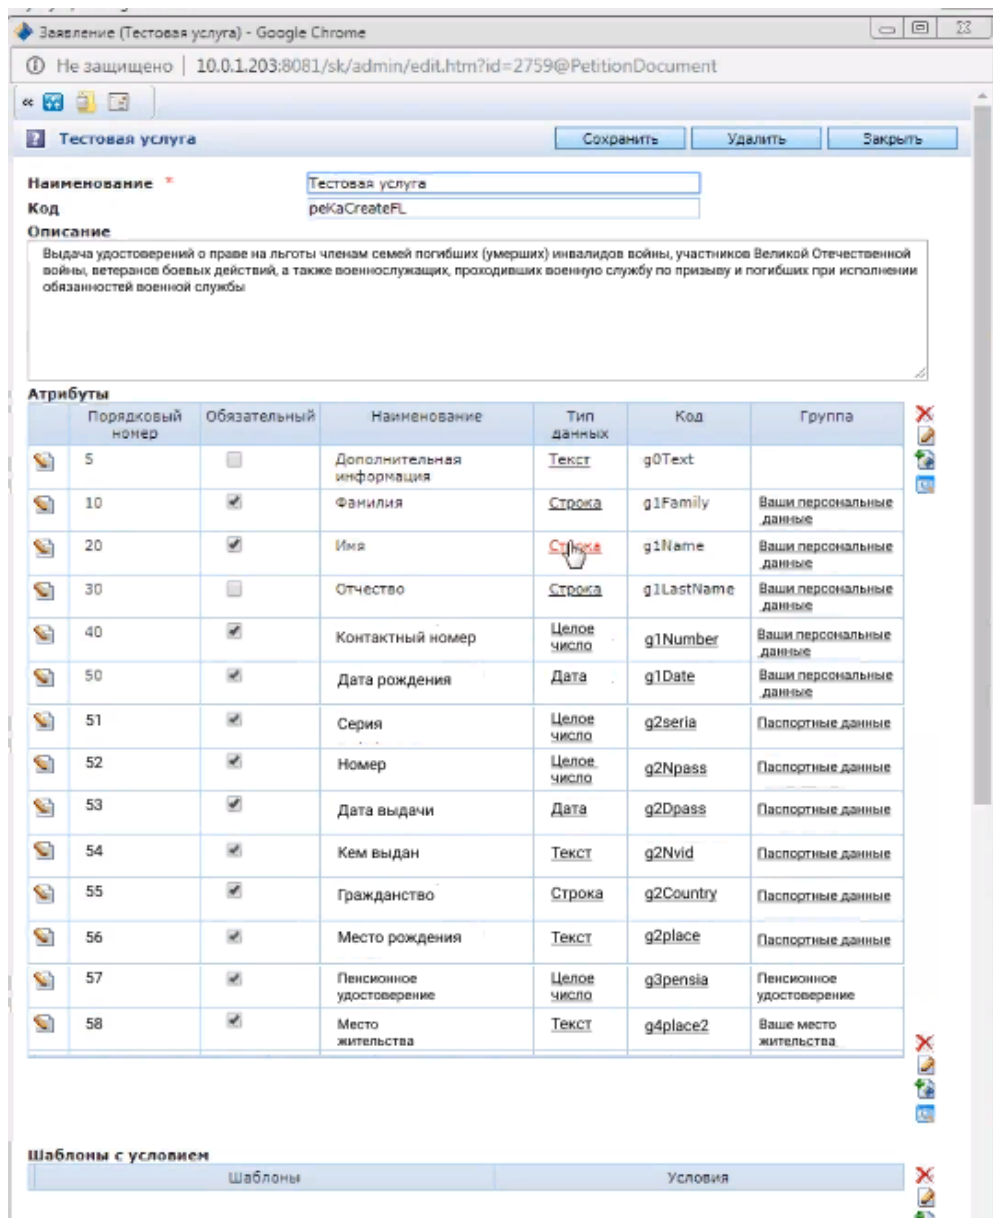 Заявление (Тестовая услуга) - Google Chrome
Не защищено | 10.0.1.203:8081/sk/admin/edit.htm?id=2759@PetitionDocument
«
Тестовая услуга Сохранить Удалить Закрыть
Наименование * Тестовая услуга
Код peKaCreateFL
Описание
Выдача удостоверений о праве на льготы членам семей погибших (умерших) инвалидов войны, участников Великой Отечественной
войны, ветеранов боевых действий, а также военнослужащих, проходивших военную службу по призыву и погибших при исполнении
обязанностей военной службы
Атрибуты
Порядковый номер Обязательный Наименование Тип данных Код Группа
5 Дополнительная информация Текст g0Text
10 Фамилия Строка g1Family Ваши персональные данные
20 Имя Строка g1Name Ваши персональные данные
30 Отчество Строка g1LastName Ваши персональные данные
40 Контактный номер Целое число g1Number Ваши персональные данные
50 Дата рождения Дата g1Date Ваши персональные данные
51 Серия Целое число g2seria Паспортные данные
52 Номер Целое число g2Npass Паспортные данные
53 Дата выдачи Дата g2Dpass Паспортные данные
54 Кем выдан Текст g2Nvid Паспортные данные
55 Гражданство Строка g2Country Паспортные данные
56 Место рождения Текст g2place Паспортные данные
57 Пенсионное удостоверение Целое число g3pensia Пенсионное удостоверение
58 Место жительства Текст g4place2 Ваше место жительства
Шаблоны с условием
Шаблоны Условия